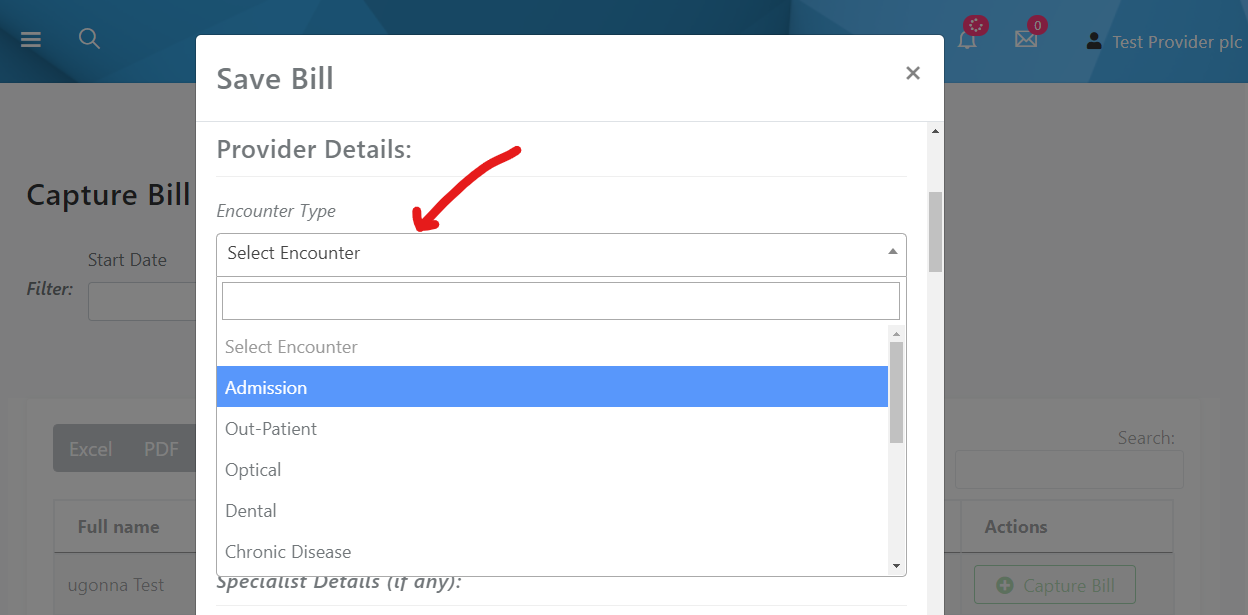 0
Test Provider plc
Save Bill
×
Provider Details:
Capture Bill
Encounter Type
Select Encounter
Start Date
Filter:
Select Encounter
Admission
Out-Patient
Excel PDF
Search:
Optical
Dental
Full name
Actions
Chronic Disease
Specialist Details (if any):
ugonna Test
Capture Bill